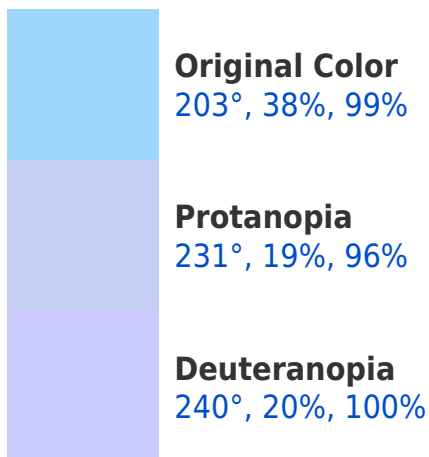 Original Color
203°, 38%, 99%
Protanopia
231°, 19%, 96%
Deuteranopia
240°, 20%, 100%